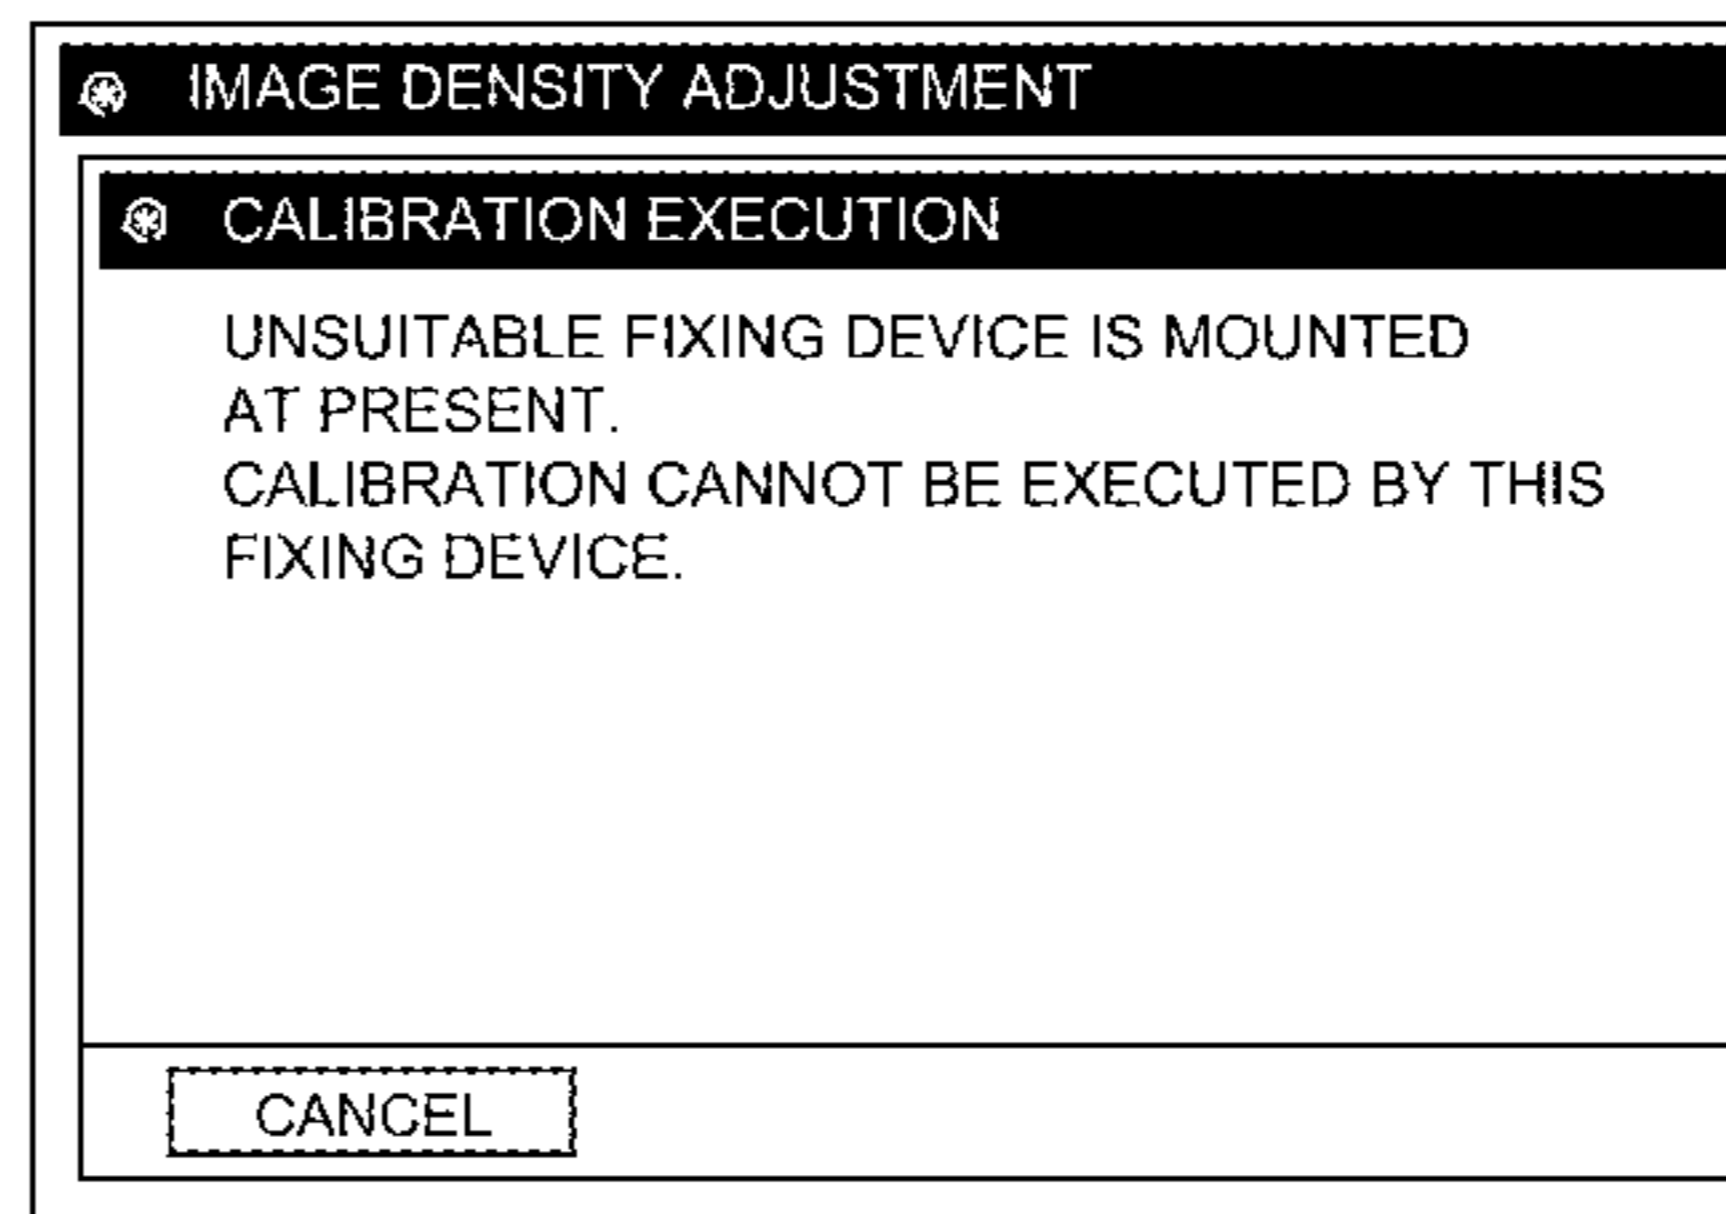 IMAGE DENSITY ADJUSTMENT
CALIBRATION EXECUTION
UNSUITABLE FIXING DEVICE IS MOUNTED
AT PRESENT.
CALIBRATION CANNOT BE EXECUTED BY THIS
FIXING DEVICE.
CANCEL